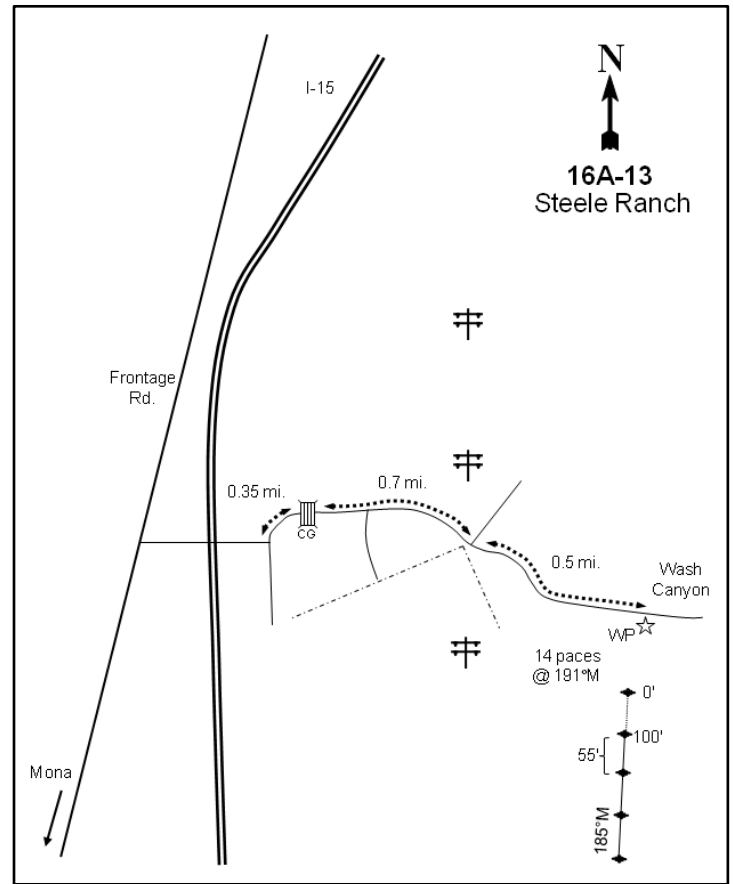 I-15
N
16A-13
Steele Ranch
Frontage
Rd.
0.35 mi.
0.7 mi.
CG
0.5 mi.
Wash
Canyon
WP
14 paces
@ 191°M
0'
100'
55'
185°M
Mona